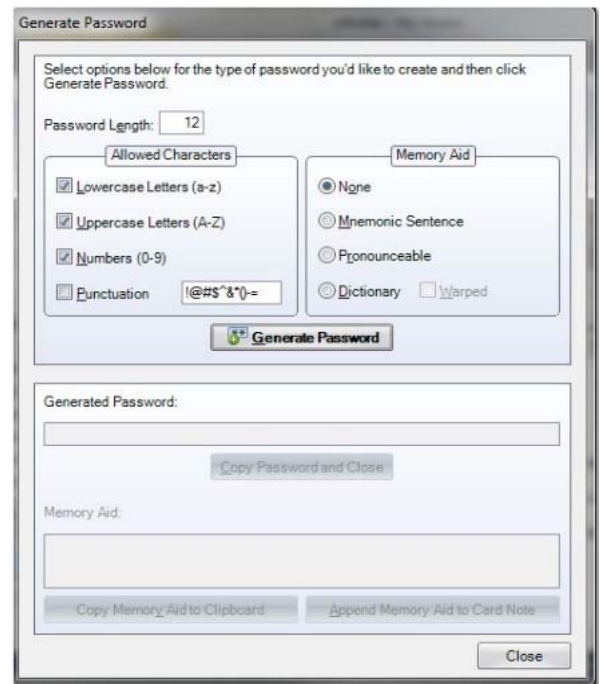 Generate Password
Select options below for the type of password you'd like to create and then click
Generate Password.
Password Length: 12
Allowed Characters
Lowercase Letters (a-z)
Uppercase Letters (A-Z)
Numbers (0-9)
Punctuation !@#$^&*()-=
Memory Aid
None
Mnemonic Sentence
Pronounceable
Dictionary Warped
Generate Password
Generated Password:
Copy Password and Close
Memory Aid:
Copy Memory Aid to Clipboard Append Memory Aid to Card Note
Close